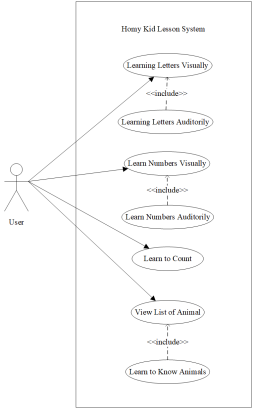 Homy Kid Lesson System
Learning Letters Visually
<<include>>
Learning Letters Auditorily
Learn Numbers Visually
<<include>>
Learn Numbers Auditorily
User
Learn to Count
View List of Animal
<<include>>
Learn to Know Animals